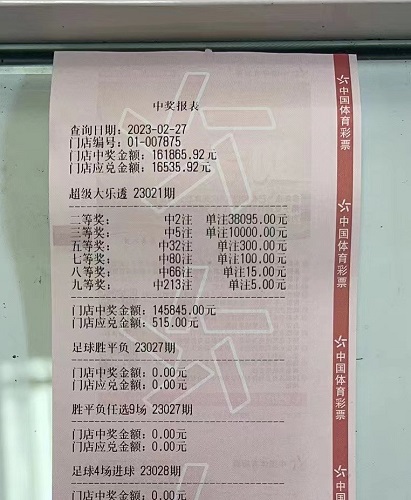 中奖报表
查询日期: 2023-02-27
门店编号: 01-007875
门店中奖金额: 161865.92元
门店应兑金额: 16535.92元
超级大乐透 23021期
二等奖: 中2注 单注38095.00元
三等奖: 中5注 单注10000.00元
五等奖: 中32注 单注300.00元
七等奖: 中80注 单注100.00元
八等奖: 中66注 单注15.00元
九等奖: 中213注 单注5.00元
门店中奖金额: 145845.00元
门店应兑金额: 515.00元
足球胜平负 23027期
门店中奖金额: 0.00元
门店应兑金额: 0.00元
胜平负任选9场 23027期
门店中奖金额: 0.00元
门店应兑金额: 0.00元
足球4场进球 23028期
门店中奖金额: 0.00元
中国体育彩票
中国体育彩票
中国体育彩票
中国